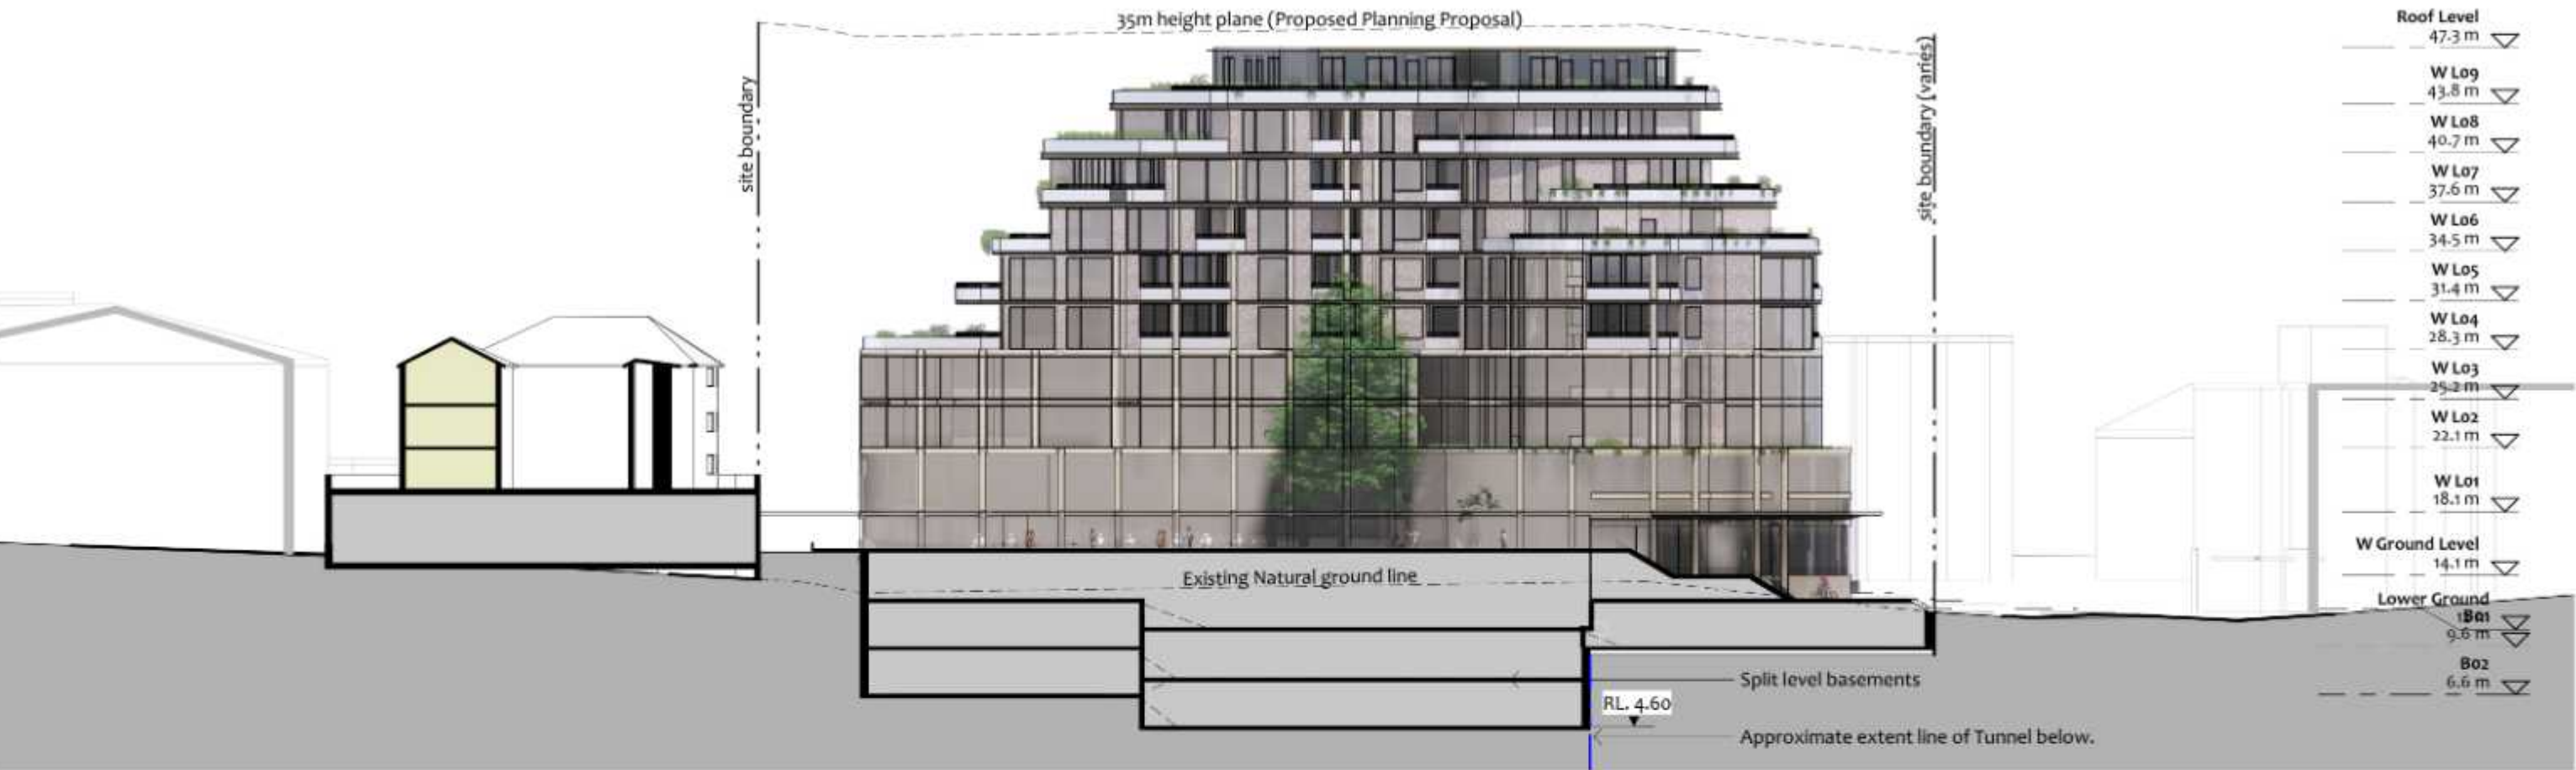 35m height plane (Proposed Planning Proposal)
site boundary
site boundary (varies)
Roof Level
47.3 m
W L09
43.8 m
W L08
40.7 m
W L07
37.6 m
W L06
34.5 m
W L05
31.4 m
W L04
28.3 m
W L03
25.2 m
W L02
22.1 m
W L01
18.1 m
W Ground Level
14.1 m
Existing Natural ground line
Lower Ground
B01
9.6 m
B02
6.6 m
Split level basements
RL. 4.60
Approximate extent line of Tunnel below.